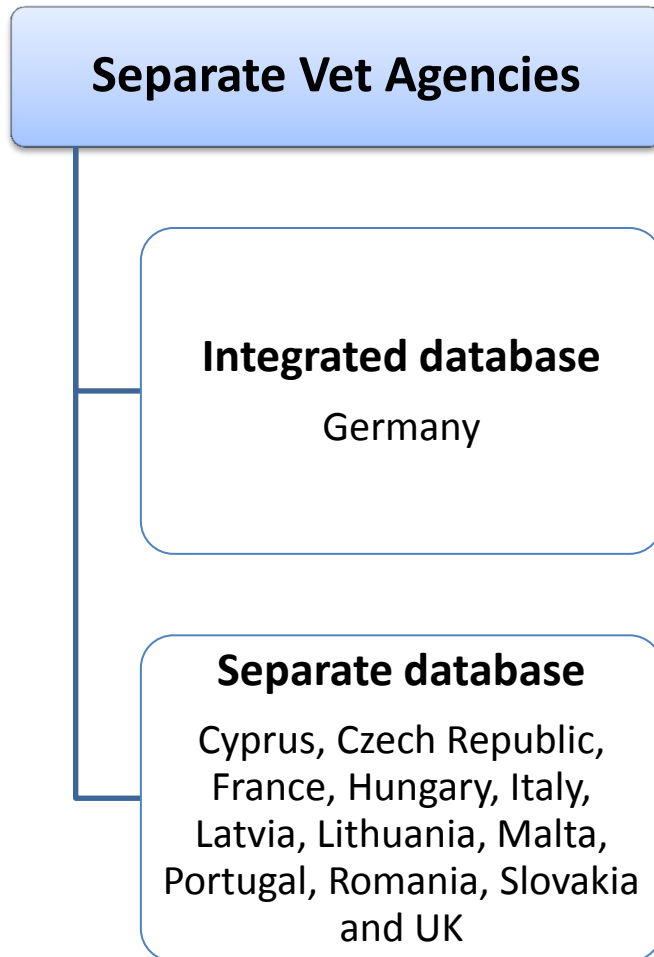 Separate Vet Agencies
Integrated database
Germany
Separate database
Cyprus, Czech Republic,
France, Hungary, Italy,
Latvia, Lithuania, Malta,
Portugal, Romania, Slovakia
and UK